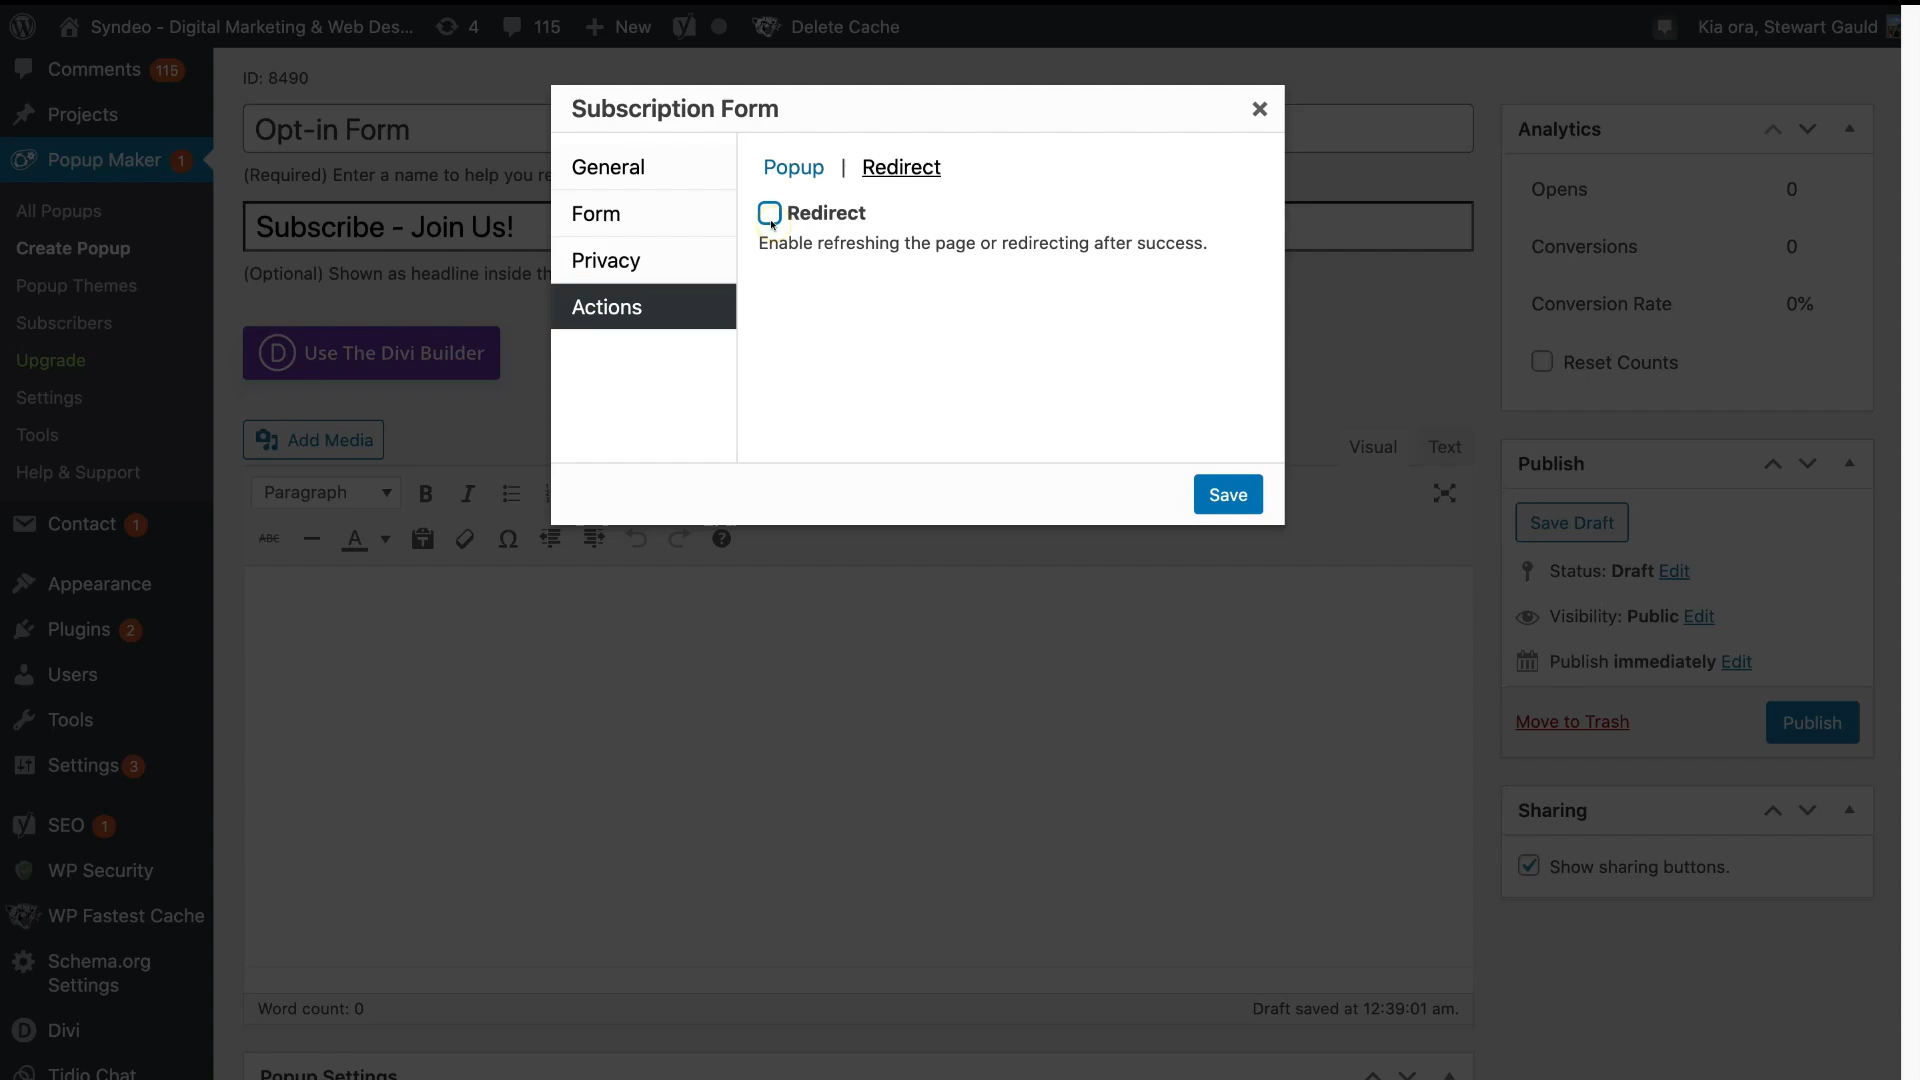 Syndeo - Digital Marketing & Web Des... 4 115 New Delete Cache Kia ora, Stewart Gauld
Comments 115
Projects
Popup Maker 1
All Popups
Create Popup
Popup Themes
Subscribers
Upgrade
Settings
Tools
Help & Support
Contact 1
Appearance
Plugins 2
Users
Tools
Settings 3
SEO 1
WP Security
WP Fastest Cache
Schema.org
Settings
Divi
Tidio Chat
ID: 8490
Opt-in Form
(Required) Enter a name to help you re
Subscribe - Join Us!
(Optional) Shown as headline inside th
D Use The Divi Builder
Add Media
Visual Text
Paragraph B I
ABC A Ω ?
Word count: 0 Draft saved at 12:39:01 am.
Popup Settings
Subscription Form ×
General
Form
Privacy
Actions
Popup | Redirect
Redirect
Enable refreshing the page or redirecting after success.
Save
Analytics
Opens 0
Conversions 0
Conversion Rate 0%
Reset Counts
Publish
Save Draft
Status: Draft Edit
Visibility: Public Edit
Publish immediately Edit
Move to Trash Publish
Sharing
Show sharing buttons.